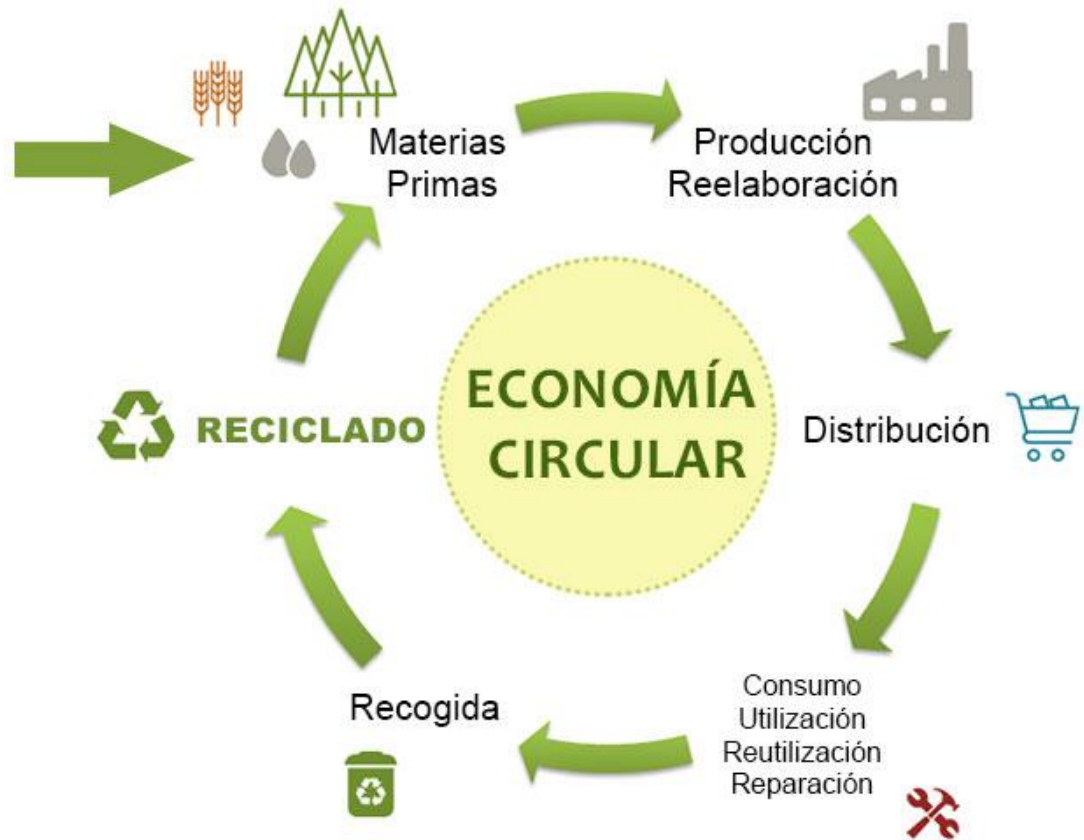 Materias
Primas
Producción
Reelaboración
Distribución
Consumo
Utilización
Reutilización
Reparación
Recogida
RECICLADO
ECONOMÍA
CIRCULAR